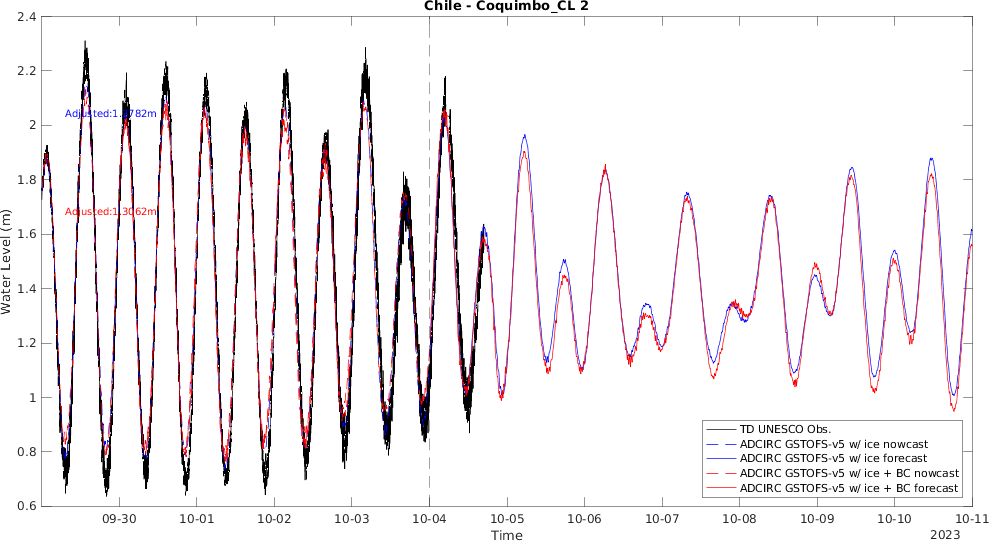 Chile - Coquimbo_CL 2
2.4
2.2
2
1.8
1.6
1.4
1.2
1
0.8
0.6
Water Level (m)
Adjusted:1.
782m
Adjusted:1.3062m
09-30
10-01
10-02
10-03
10-04
10-05
10-06
10-07
10-08
10-09
10-10
10-11
Time
2023
TD UNESCO Obs.
ADCIRC GSTOFS-v5 w/ ice nowcast
ADCIRC GSTOFS-v5 w/ ice forecast
ADCIRC GSTOFS-v5 w/ ice + BC nowcast
ADCIRC GSTOFS-v5 w/ ice + BC forecast